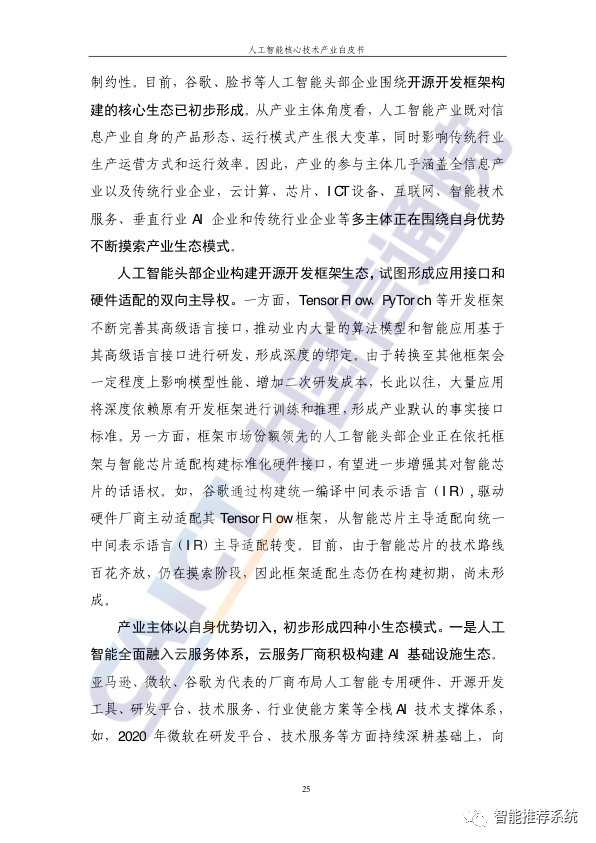 人工智能核心技术产业白皮书
制约性。目前，谷歌、脸书等人工智能头部企业围绕开源开发框架构
建的核心生态已初步形成。从产业主体角度看，人工智能产业既对信
息产业自身的产品形态、运行模式产生很大变革，同时影响传统行业
生产运营方式和运行效率。因此，产业的参与主体几乎涵盖全信息产
业以及传统行业企业，云计算、芯片、ICT设备、互联网、智能技术
服务、垂直行业 AI 企业和传统行业企业等多主体正在围绕自身优势
不断摸索产业生态模式。
人工智能头部企业构建开源开发框架生态，试图形成应用接口和
硬件适配的双向主导权。一方面，TensorFlow、PyTorch 等开发框架
不断完善其高级语言接口，推动业内大量的算法模型和智能应用基于
其高级语言接口进行研发，形成深度的绑定。由于转换至其他框架会
一定程度上影响模型性能、增加二次研发成本，长此以往，大量应用
将深度依赖原有开发框架进行训练和推理，形成产业默认的事实接口
标准。另一方面，框架市场份额领先的人工智能头部企业正在依托框
架与智能芯片适配构建标准化硬件接口，有望进一步增强其对智能芯
片的话语权。如，谷歌通过构建统一编译中间表示语言（IR）,驱动
硬件厂商主动适配其 TensorFlow框架，从智能芯片主导适配向统一
中间表示语言（IR）主导适配转变。目前，由于智能芯片的技术路线
百花齐放，仍在摸索阶段，因此框架适配生态仍在构建初期，尚未形
成。
产业主体以自身优势切入，初步形成四种小生态模式。一是人工
智能全面融入云服务体系，云服务厂商积极构建 AI 基础设施生态。
亚马逊、微软、谷歌为代表的厂商布局人工智能专用硬件、开源开发
工具、研发平台、技术服务、行业使能方案等全栈 AI 技术支撑体系，
如，2020 年微软在研发平台、技术服务等方面持续深耕基础上，向
25
CAICT 中国信通院
智能推荐系统